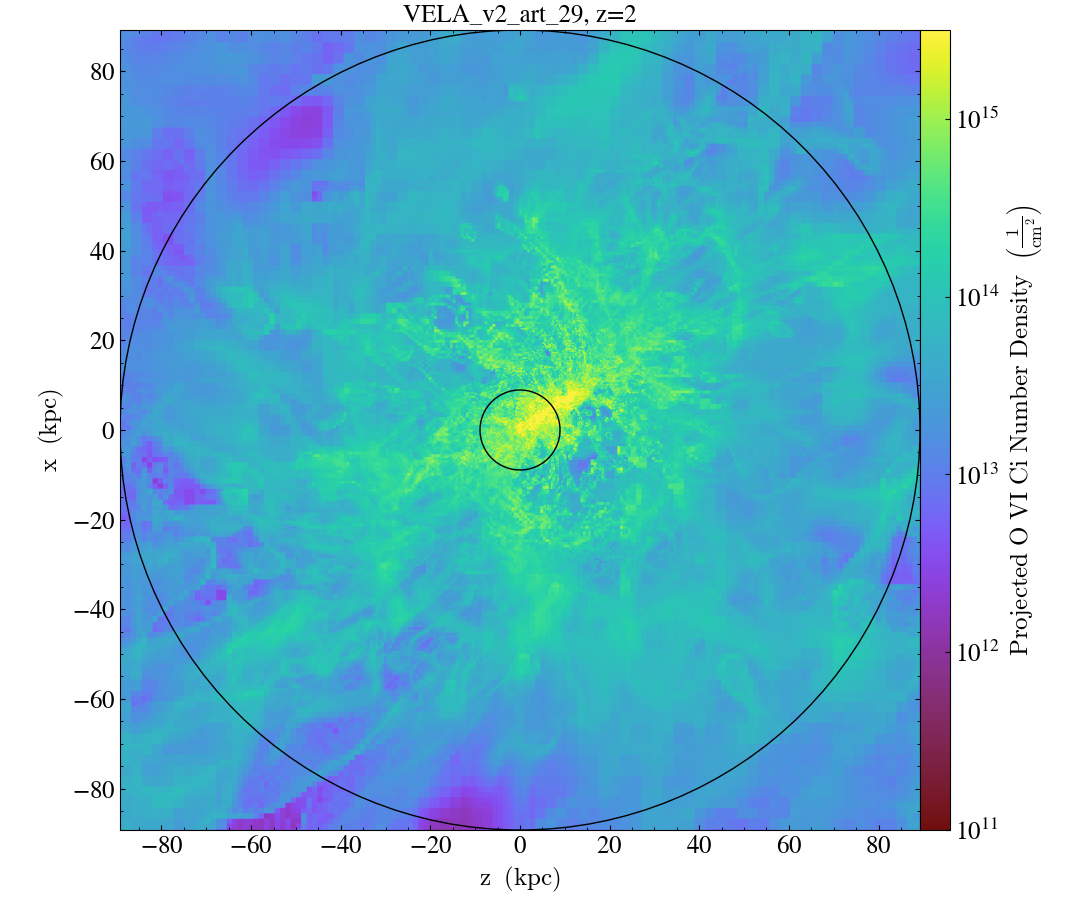 VELA_v2_art_29, z=2
80
60
40
20
0
−20
−40
−60
−80
x (kpc)
−80 −60 −40 −20 0 20 40 60 80
z (kpc)
10^15
10^14
10^13
10^12
10^11
Projected O VI Ci Number Density (1/cm^2)